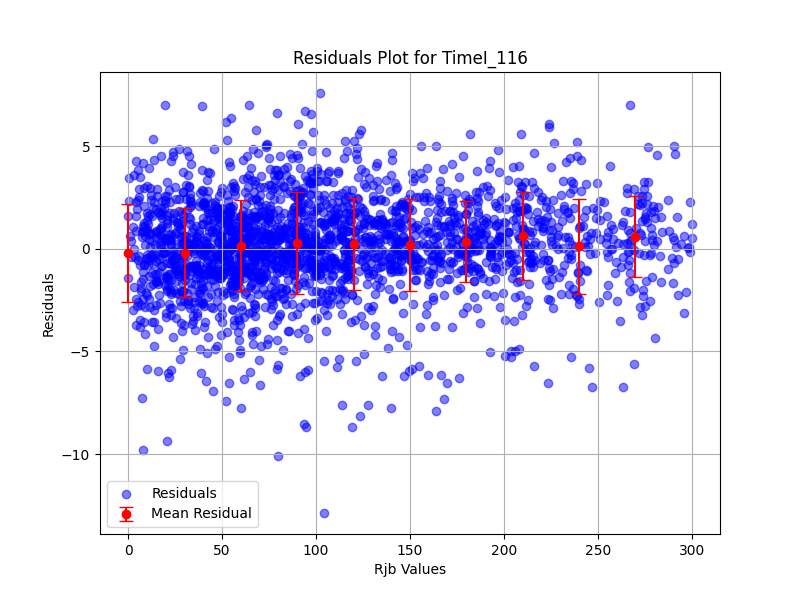 Residuals Plot for TimeI_116
5
0
−5
−10
Residuals
Residuals
Mean Residual
0
50
100
150
200
250
300
Rjb Values